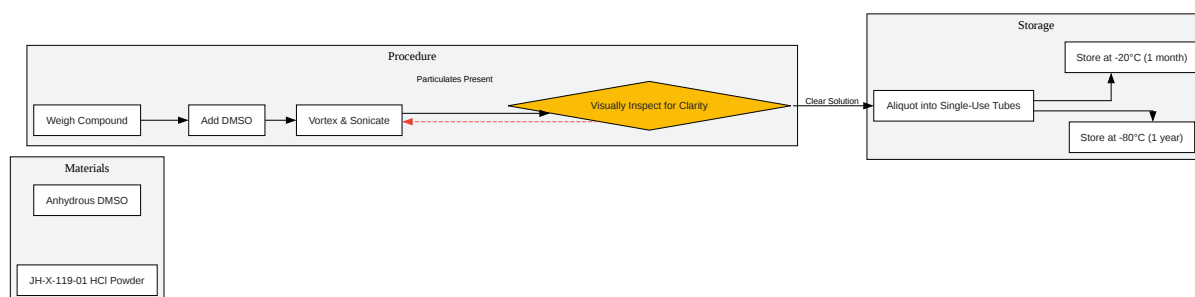 Procedure
Particulates Present
Weigh Compound
Add DMSO
Vortex & Sonicate
Visually Inspect for Clarity
Clear Solution
Storage
Store at -20°C (1 month)
Aliquot into Single-Use Tubes
Store at -80°C (1 year)
Materials
Anhydrous DMSO
JH-X-119-01 HCl Powder